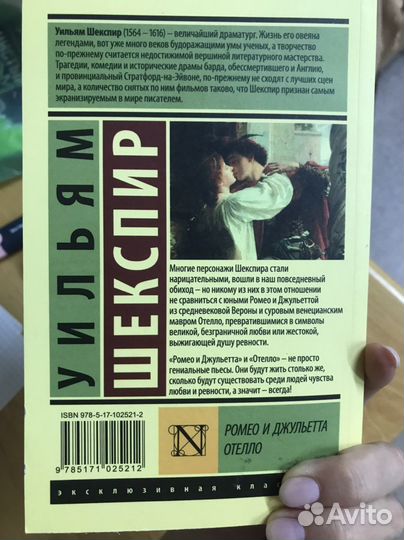 Уильям Шекспир (1564 – 1616) – величайший драматург. Жизнь его овеяна
легендами, вот уже много веков будоражащими умы ученых, а творчество
по-прежнему считается недостижимой вершиной литературного мастерства.
Трагедии, комедии и исторические драмы барда, обессмертившего и Англию,
и провинциальный Стратфорд-на-Эйвоне, по-прежнему не сходят с лучших сцен
мира, а количество снятых по ним фильмов таково, что Шекспир признан самым
экранизируемым в мире писателем.
УИЛЬЯМ
ШЕКСПИР
Многие персонажи Шекспира стали
нарицательными, вошли в наш повседневный
обиход – но никому из них в этом отношении
не сравниться с юными Ромео и Джульеттой
из средневековой Вероны и суровым венецианским
мавром Отелло, превратившимися в символы
великой, безграничной любви или жестокой,
выжигающей душу ревности.
«Ромео и Джульетта» и «Отелло» – не просто
гениальные пьесы. Они будут жить столько же,
сколько будут существовать среди людей чувства
любви и ревности, а значит – всегда!
ISBN 978-5-17-102521-2
9 785171 025212
N
РОМЕО И ДЖУЛЬЕТТА
ОТЕЛЛО
эксклюзивная
Avito